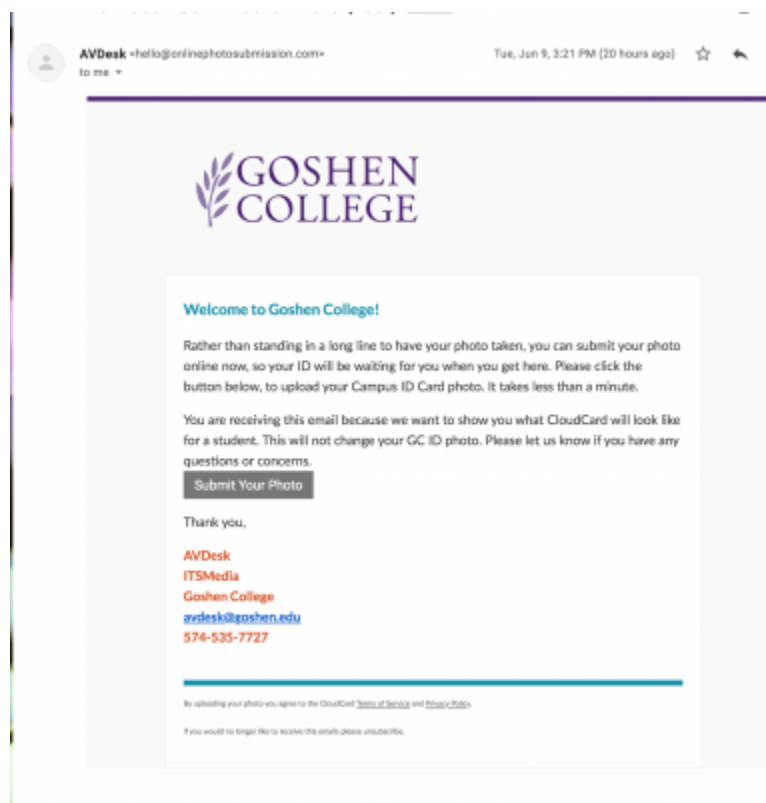 AVDesk <hello@onlinephotosubmission.com>
Tue, Jun 9, 3:21 PM (20 hours ago)
to me
GOSHEN
COLLEGE
Welcome to Goshen College!
Rather than standing in a long line to have your photo taken, you can submit your photo
online now, so your ID will be waiting for you when you get here. Please click the
button below, to upload your Campus ID Card photo. It takes less than a minute.
You are receiving this email because we want to show you what CloudCard will look like
for a student. This will not change your GC ID photo. Please let us know if you have any
questions or concerns.
Submit Your Photo
Thank you,
AVDesk
ITSMedia
Goshen College
avdesk@goshen.edu
574-535-7727
By uploading your photo you agree to the CloudCard Terms of Service and Privacy Policy.
If you would no longer like to receive this emails please unsubscribe.